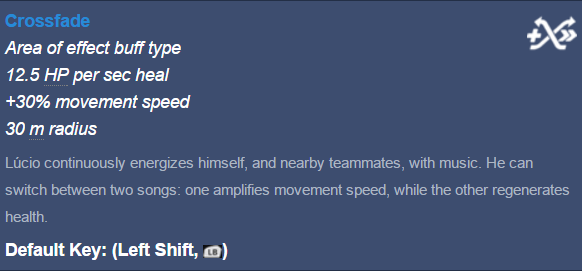 Crossfade
Area of effect buff type
12.5 HP per sec heal
+30% movement speed
30 m radius
Lúcio continuously energizes himself, and nearby teammates, with music. He can
switch between two songs: one amplifies movement speed, while the other regenerates
health.
Default Key: (Left Shift, LB)